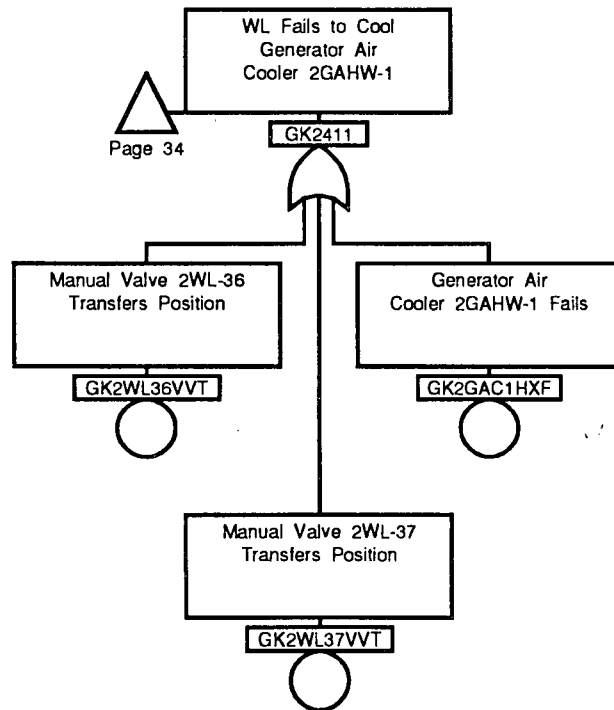 WL Fails to Cool
Generator Air
Cooler 2GAHW-1
Page 34
GK2411
Manual Valve 2WL-36
Transfers Position
GK2WL36VVT
Generator Air
Cooler 2GAHW-1 Fails
GK2GAC1HXF
Manual Valve 2WL-37
Transfers Position
GK2WL37VVT